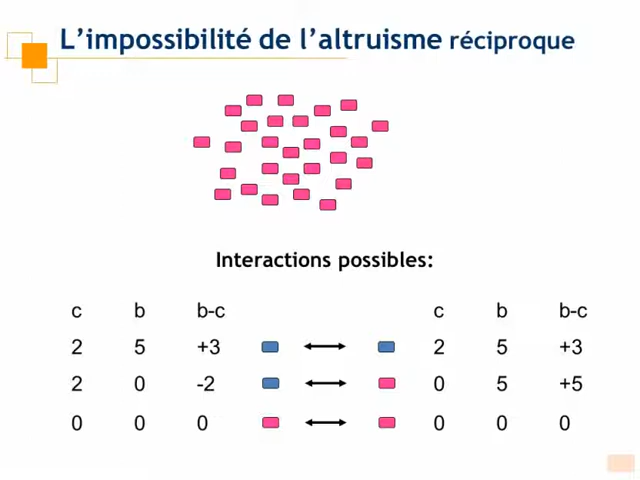 L'impossibilité de l'altruisme réciproque
Interactions possibles:
c b b-c c b b-c
2 5 +3 2 5 +3
2 0 -2 0 5 +5
0 0 0 0 0 0